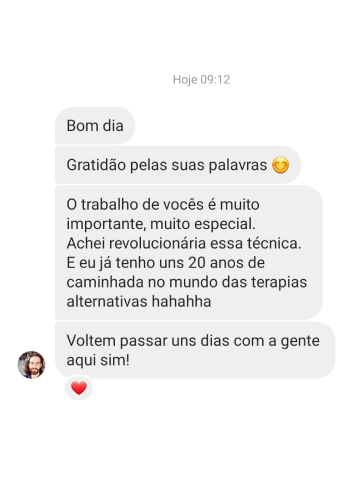 Hoje 09:12
Bom dia
Gratidão pelas suas palavras 😊
O trabalho de vocês é muito
importante, muito especial.
Achei revolucionária essa técnica.
E eu já tenho uns 20 anos de
caminhada no mundo das terapias
alternativas hahahha
Voltem passar uns dias com a gente
aqui sim!
❤️